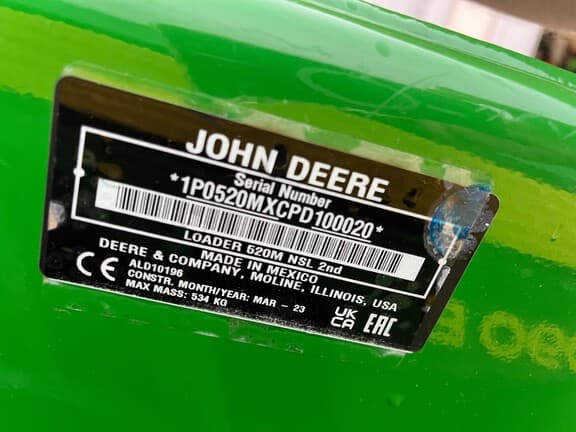 JOHN DEERE
Serial Number
*1P0520MXCPD100020*
LOADER 520M NSL 2nd
MADE IN MEXICO
DEERE & COMPANY, MOLINE, ILLINOIS, USA
ALD10196
CONSTR. MONTH/YEAR: MAR - 23
MAX MASS: 534 KG
CE
UK
CA
EAC